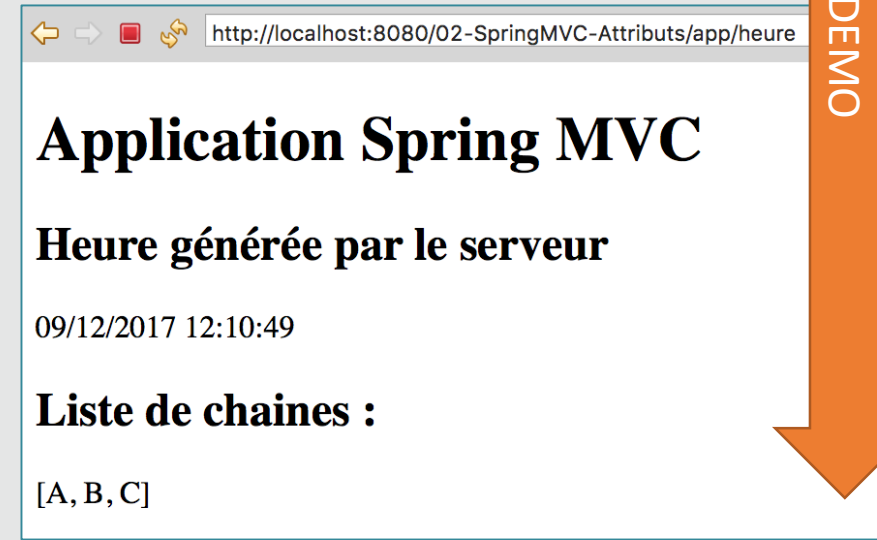 http://localhost:8080/02-SpringMVC-Attributs/app/heure
DEMO
Application Spring MVC
Heure générée par le serveur
09/12/2017 12:10:49
Liste de chaines :
[A, B, C]